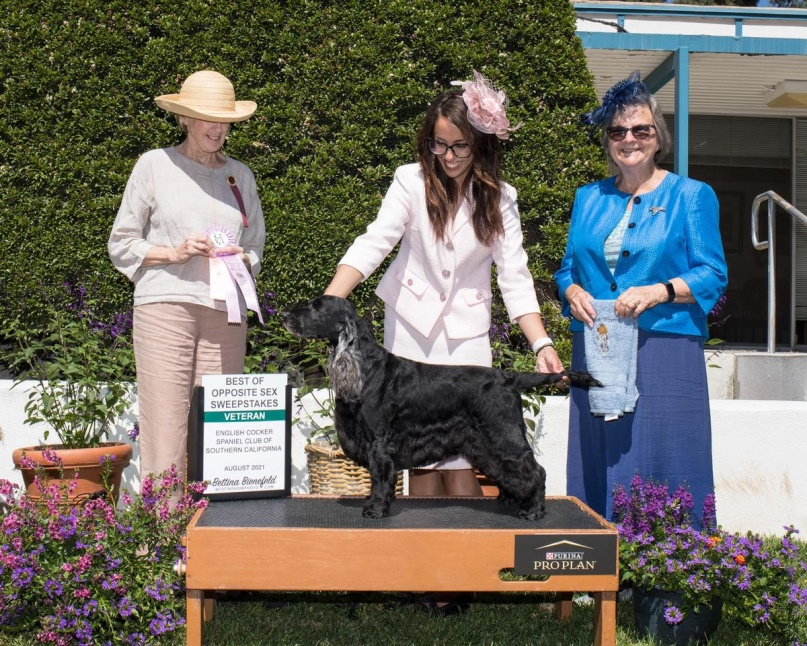 BEST OF
OPPOSITE SEX
SWEEPSTAKES
VETERAN
ENGLISH COCKER
SPANIEL CLUB OF
SOUTHERN CALIFORNIA
AUGUST 2021
Bettina Bienefeld
PURINA
PRO PLAN